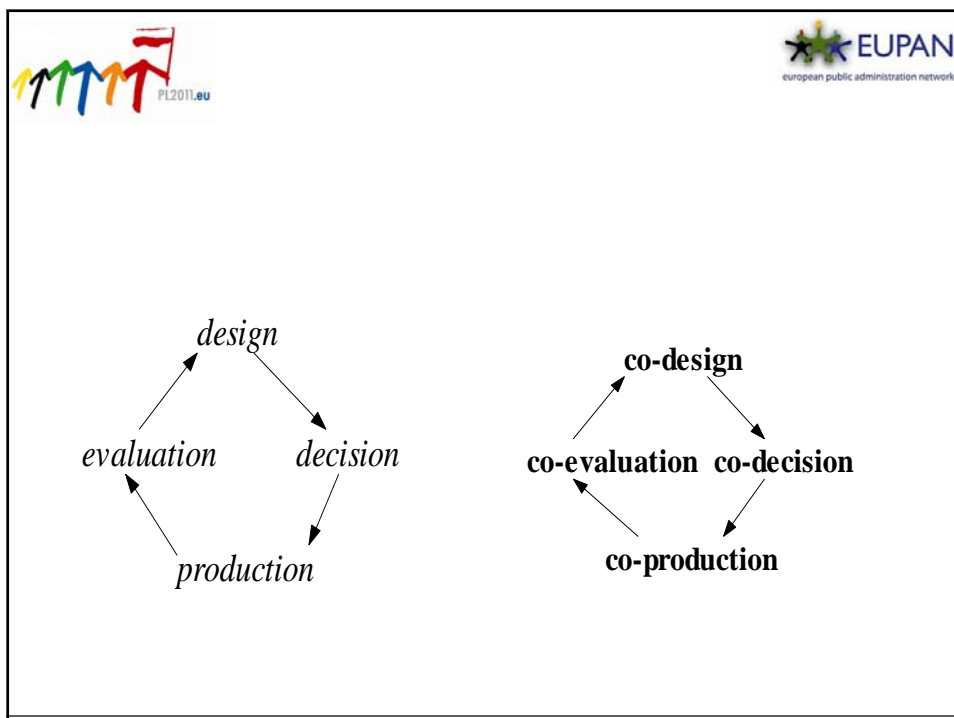 PL2011.eu
EUPAN
european public administration network
design
evaluation decision
production
co-design
co-evaluation co-decision
co-production